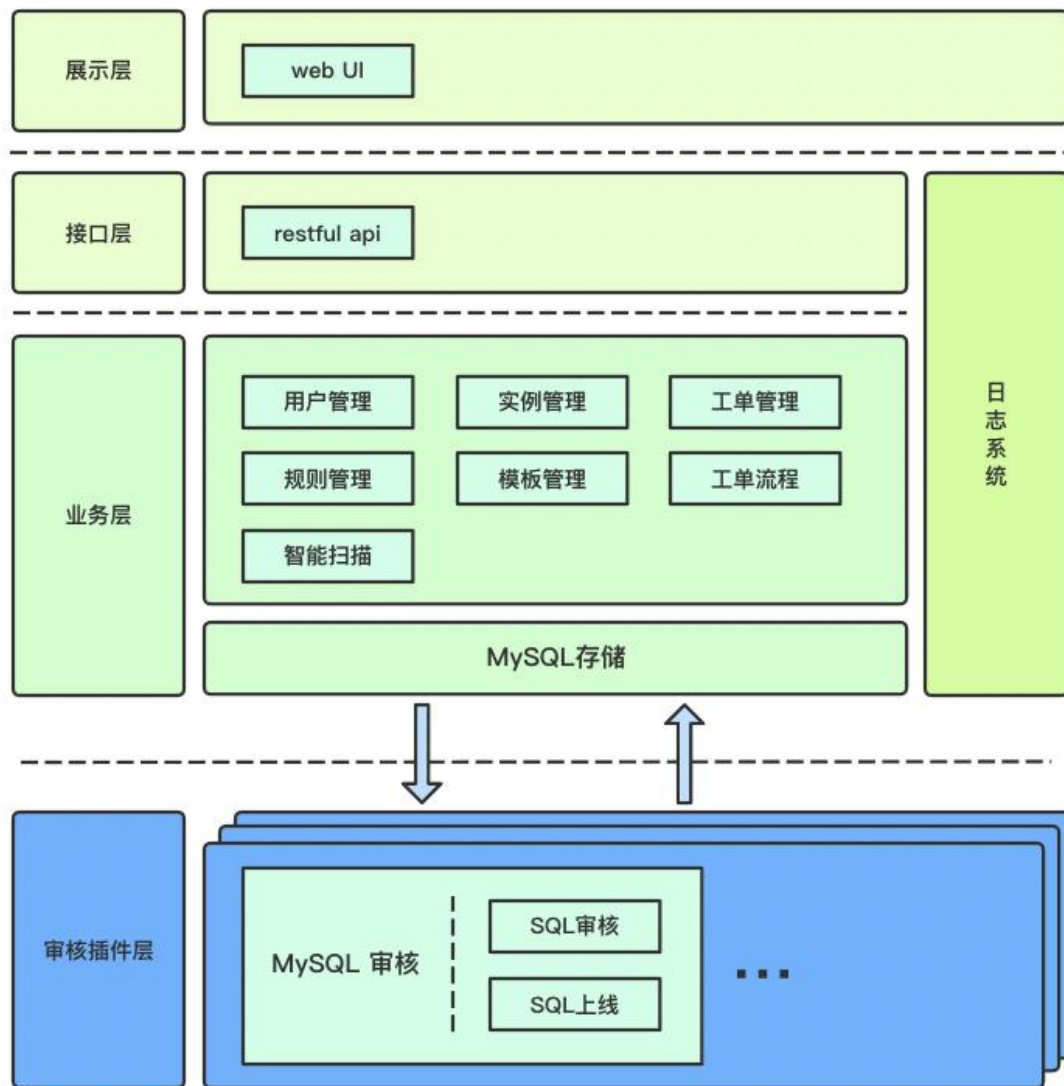 展示层
web UI
接口层
restful api
业务层
用户管理
实例管理
工单管理
规则管理
模板管理
工单流程
智能扫描
MySQL存储
日志系统
审核插件层
MySQL 审核
SQL审核
SQL上线
...